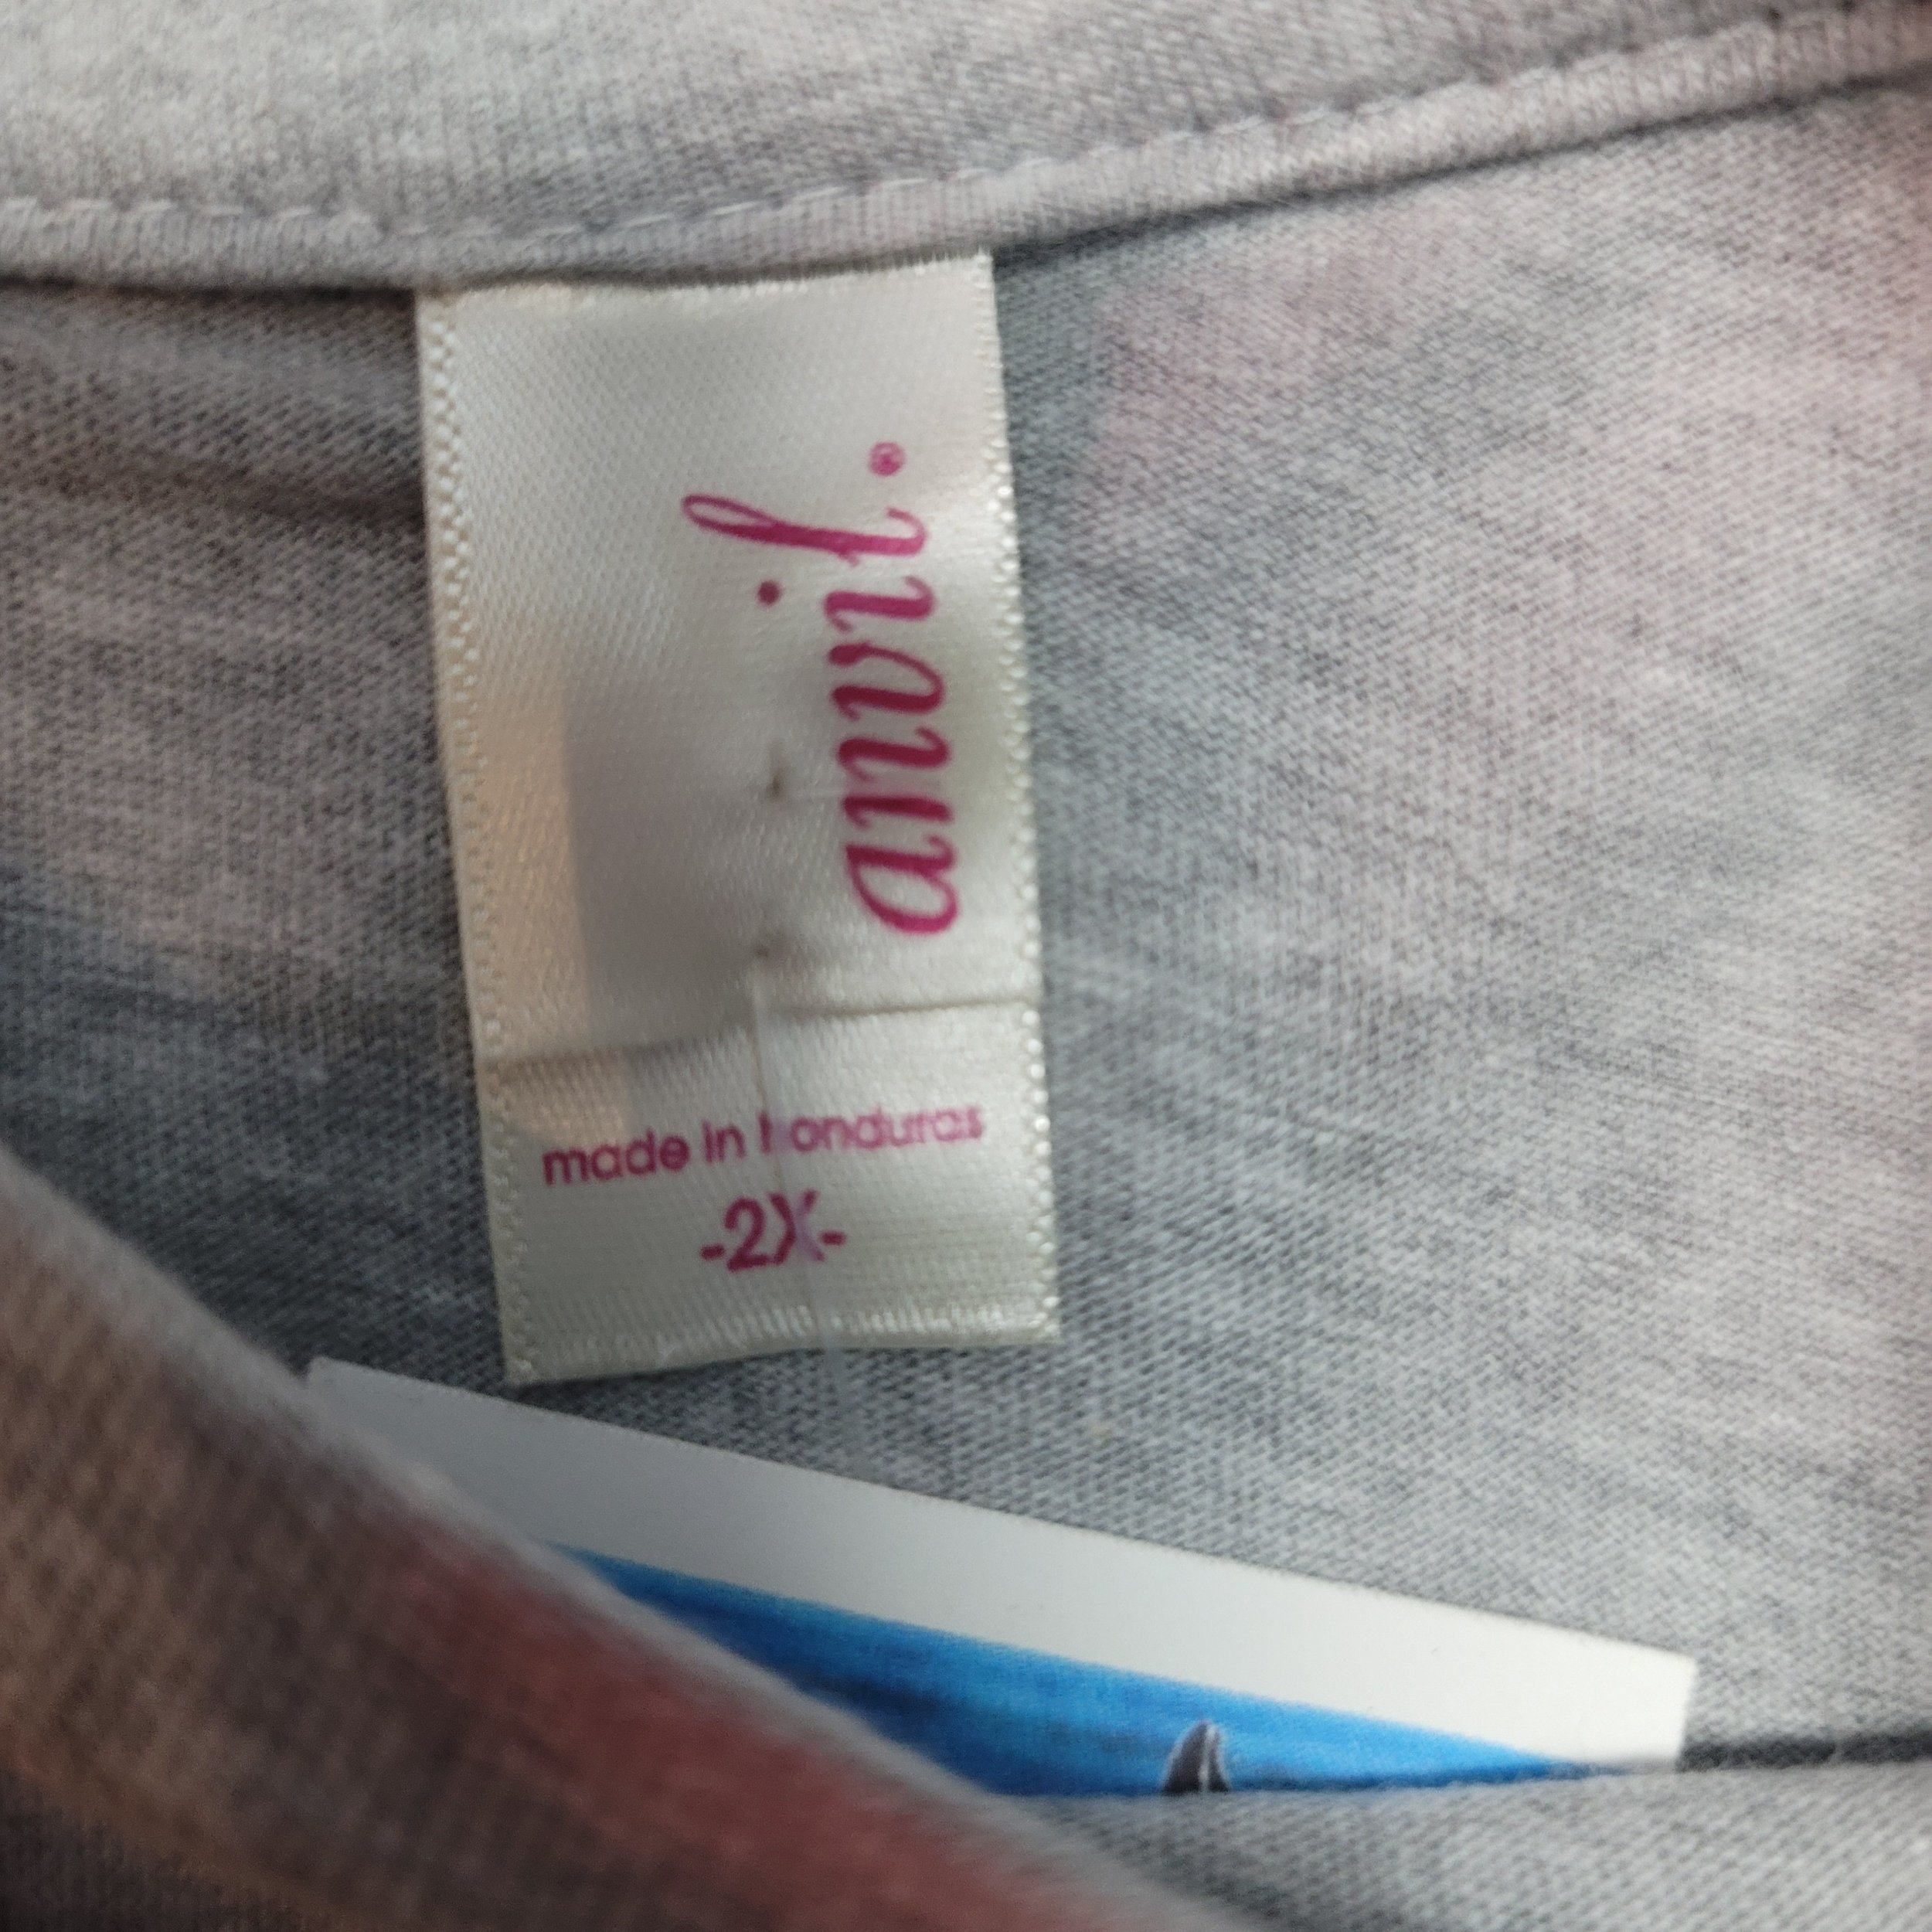 anvil.®
made in honduras
-2X-